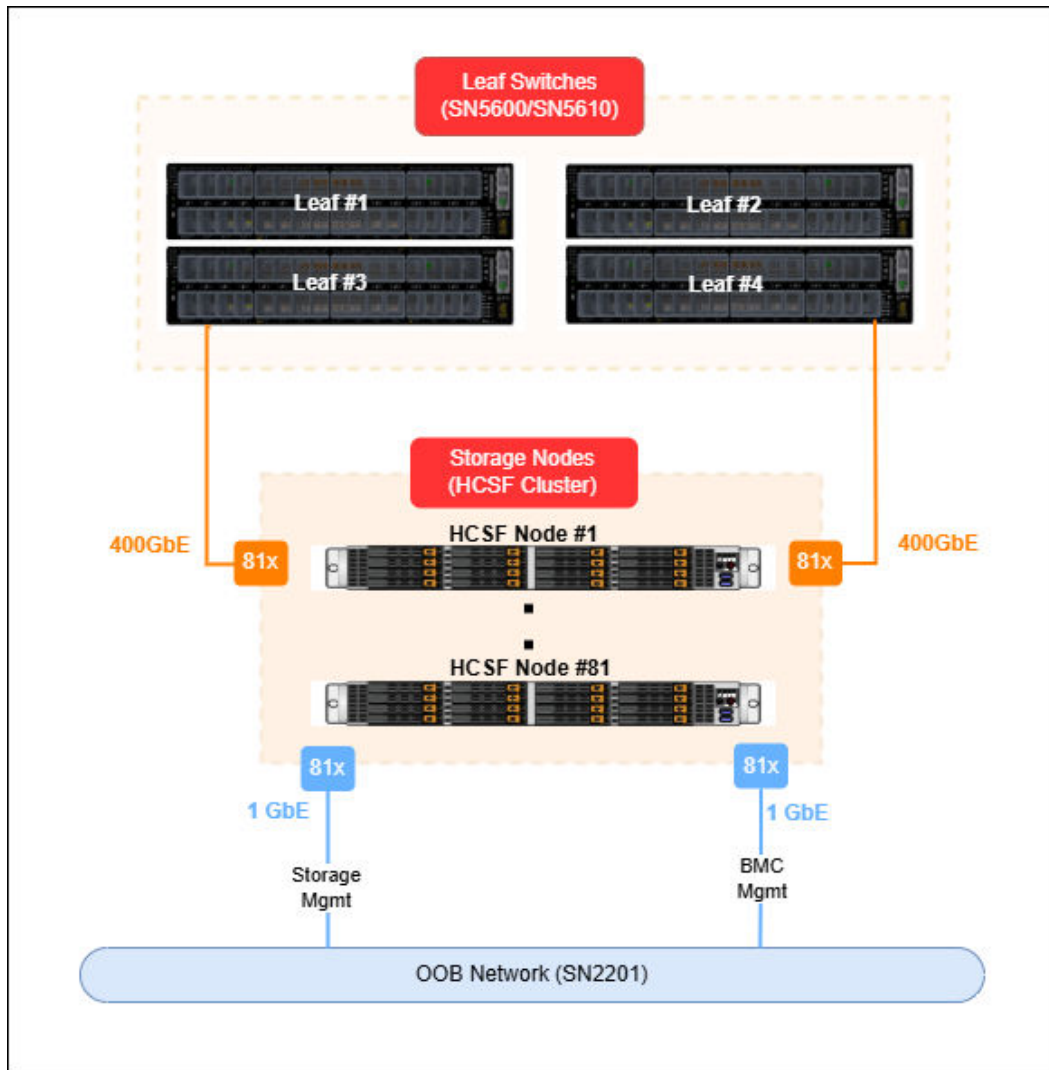 Leaf Switches
(SN5600/SN5610)
Leaf #1
Leaf #2
Leaf #3
Leaf #4
Storage Nodes
(HCSF Cluster)
HCSF Node #1
400GbE
81x
81x
400GbE
HCSF Node #81
81x
81x
1 GbE
1 GbE
Storage
Mgmt
BMC
Mgmt
OOB Network (SN2201)